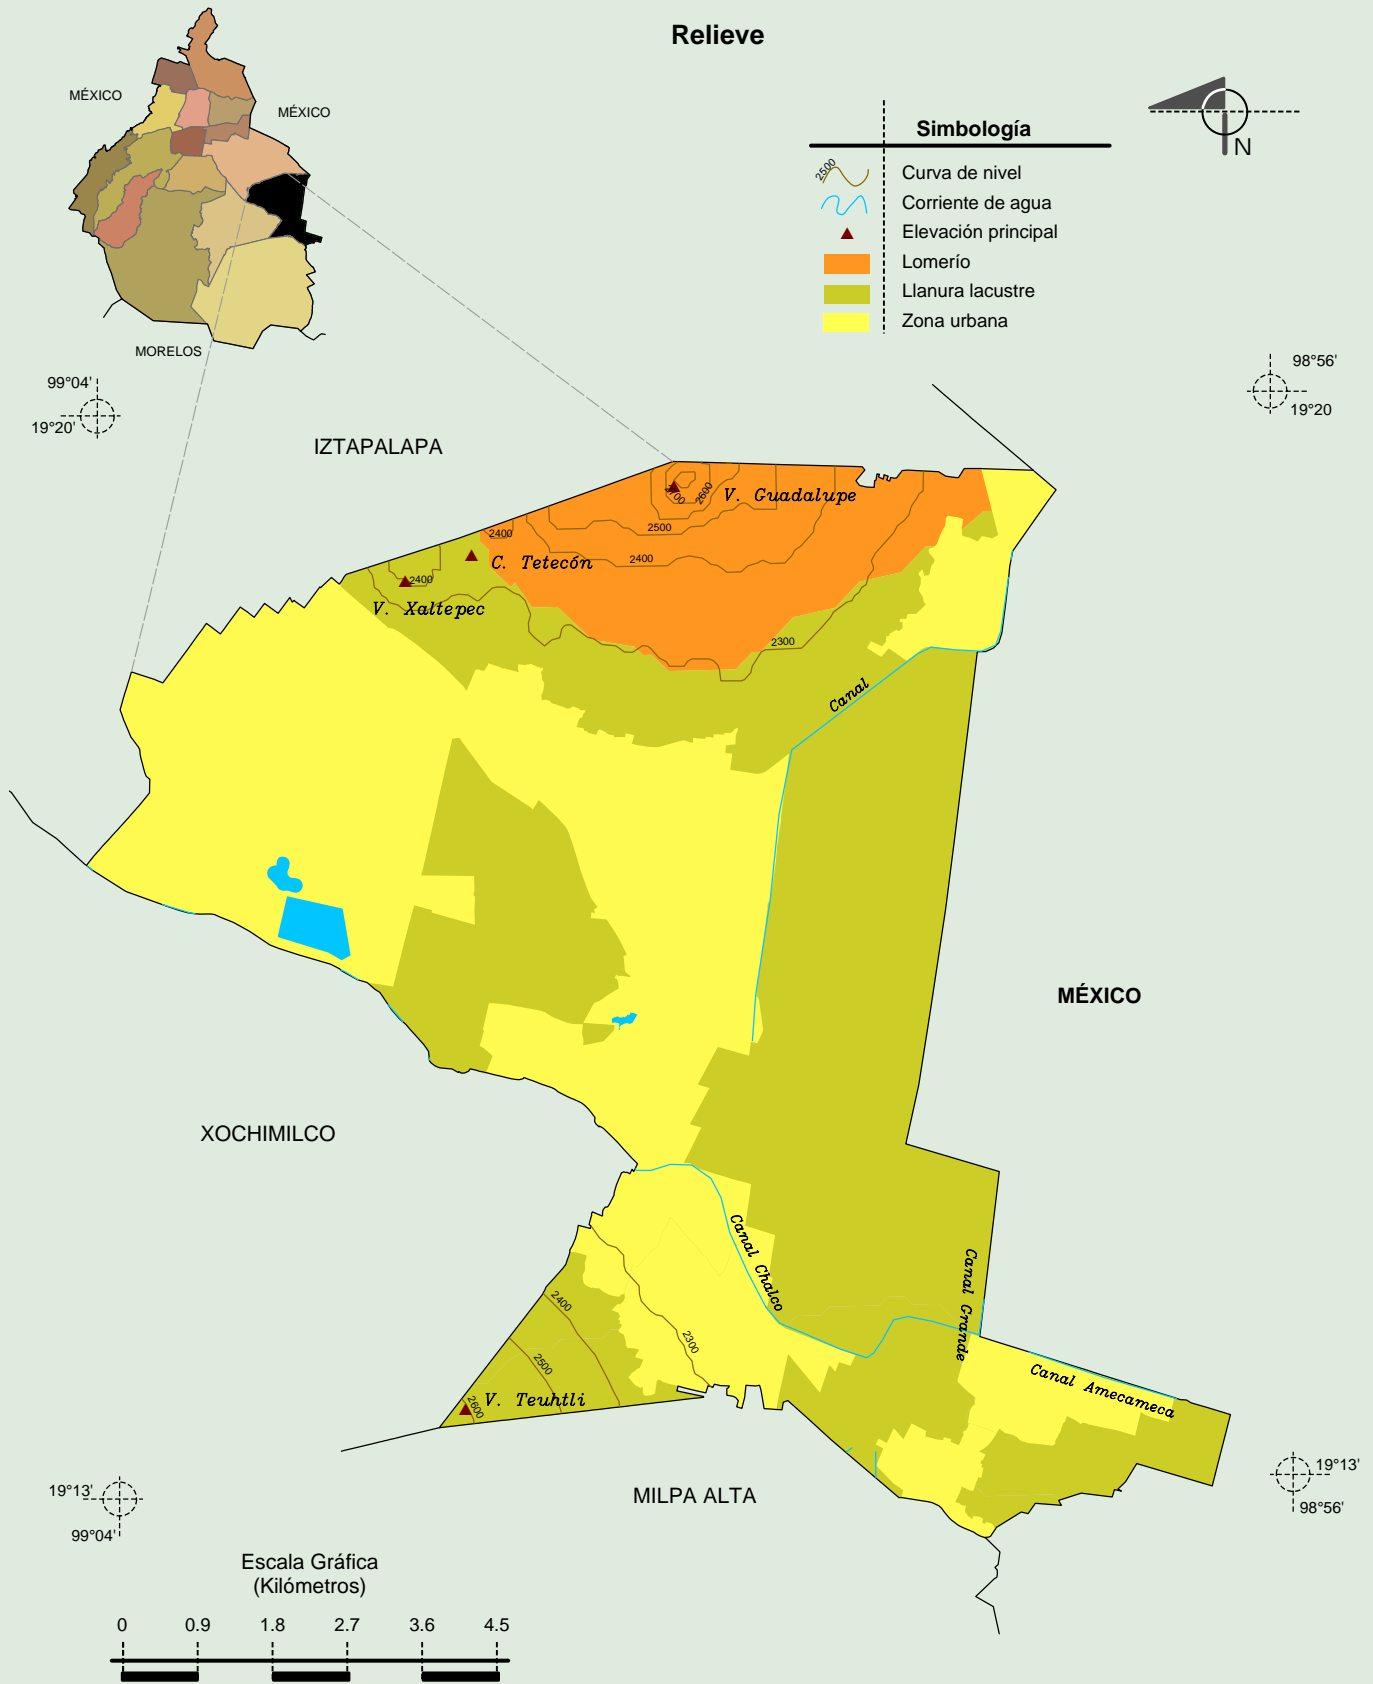 Relieve
MÉXICO
MÉXICO
MORELOS
N
Simbología
2500
Curva de nivel
Corriente de agua
Elevación principal
Lomerío
Llanura lacustre
Zona urbana
99°04'
19°20'
98°56'
19°20
IZTAPALAPA
2700
2600
V. Guadalupe
2500
2400
2400
C. Tetecón
2400
V. Xaltepec
2300
Canal
MÉXICO
XOCHIMILCO
Canal Chalco
Canal Grande
2400
2300
2500
Canal Amecameca
V. Teuhtli
2600
19°13'
99°04'
19°13'
98°56'
MILPA ALTA
Escala Gráfica
(Kilómetros)
0 0.9 1.8 2.7 3.6 4.5